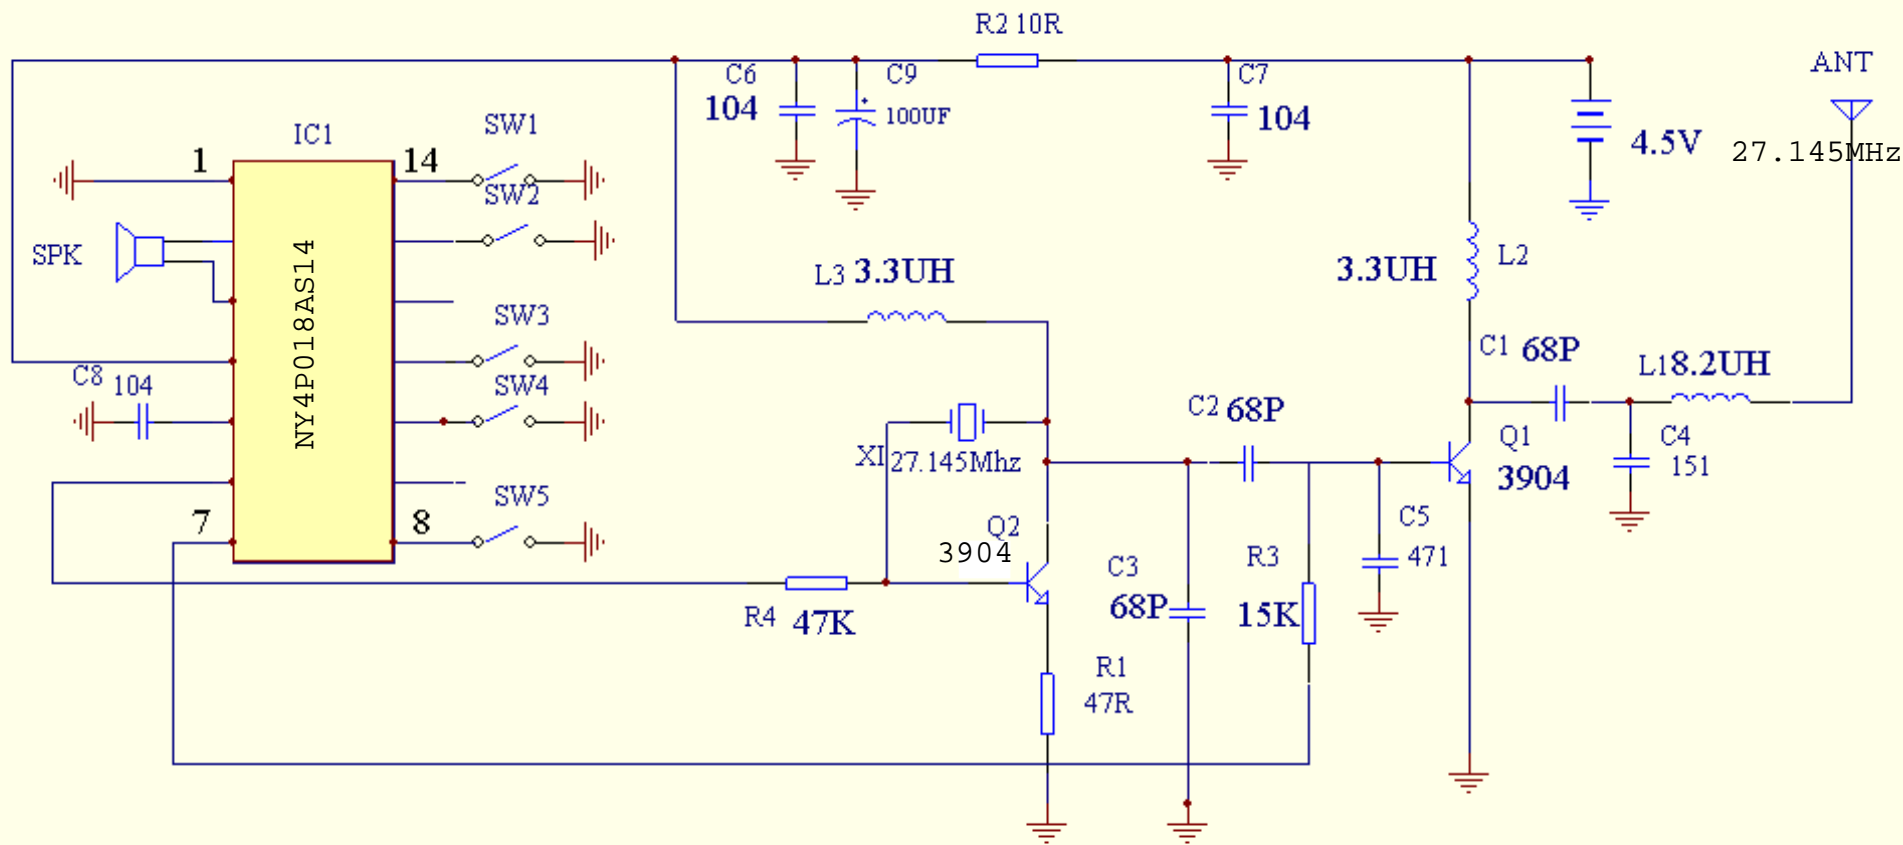 R2 10R
ANT
C6
104
C9
100UF
C7
104
4.5V
27.145MHz
IC1
SW1
1
14
SW2
SPK
NY4P018AS14
L3 3.3UH
3.3UH
L2
SW3
C8 104
SW4
C1 68P
L1 8.2UH
C2 68P
XI 27.145Mhz
Q1
3904
C4
151
SW5
7
8
Q2
3904
C5
471
C3
68P
R3
15K
R4 47K
R1
47R